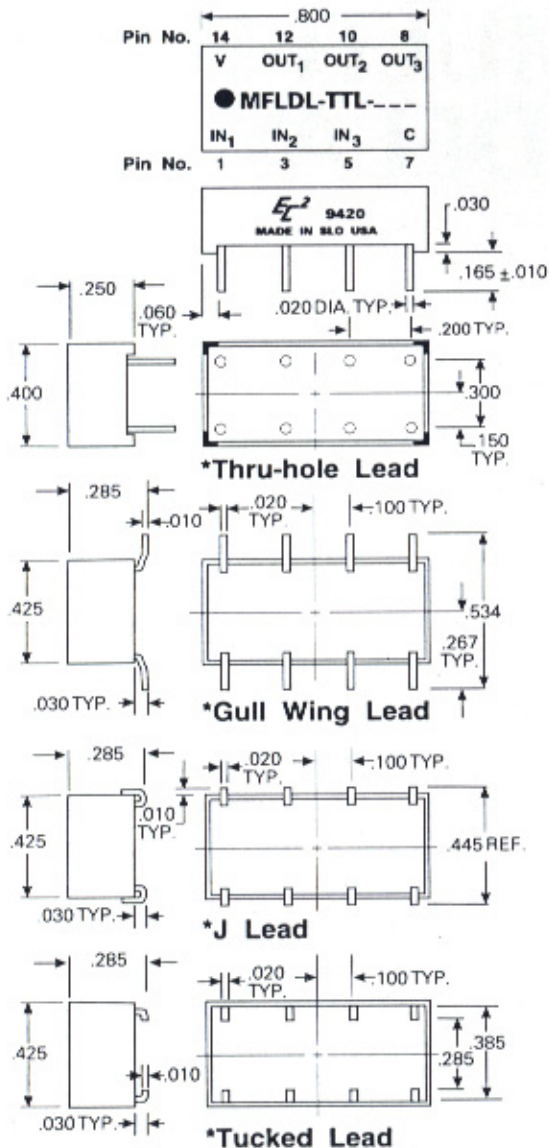 .800
Pin No. 14 12 10 8
V OUT1 OUT2 OUT3
MFLDL-TTL-___
IN1 IN2 IN3 C
Pin No. 1 3 5 7
EC² 9420
MADE IN SLO USA
.030
.165 ±.010
.250
.060 TYP.
.020 DIA. TYP.
.200 TYP.
.400
.300
.150 TYP.
*Thru-hole Lead
.285
.010
.020 TYP.
.100 TYP.
.425
.534
.267 TYP.
.030 TYP.
*Gull Wing Lead
.285
.020 TYP.
.100 TYP.
.010 TYP.
.425
.445 REF.
.030 TYP.
*J Lead
.285
.020 TYP.
.100 TYP.
.425
.010
.285
.385
.030 TYP.
*Tucked Lead